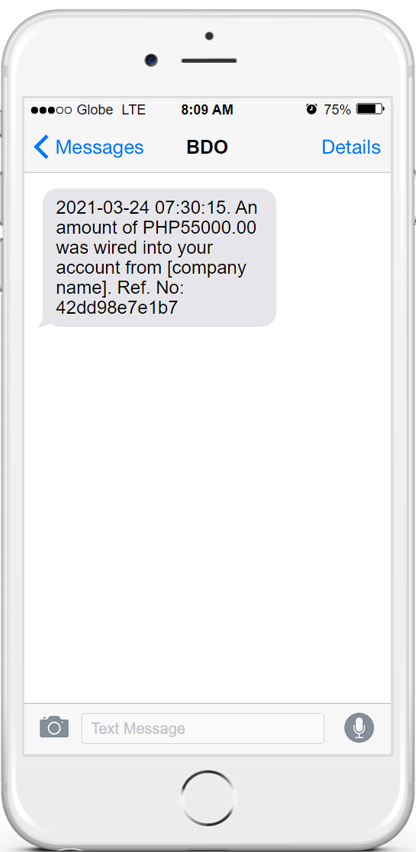 Globe LTE 8:09 AM 75%
Messages BDO Details
2021-03-24 07:30:15. An
amount of PHP55000.00
was wired into your
account from [company
name]. Ref. No:
42dd98e7e1b7
Text Message